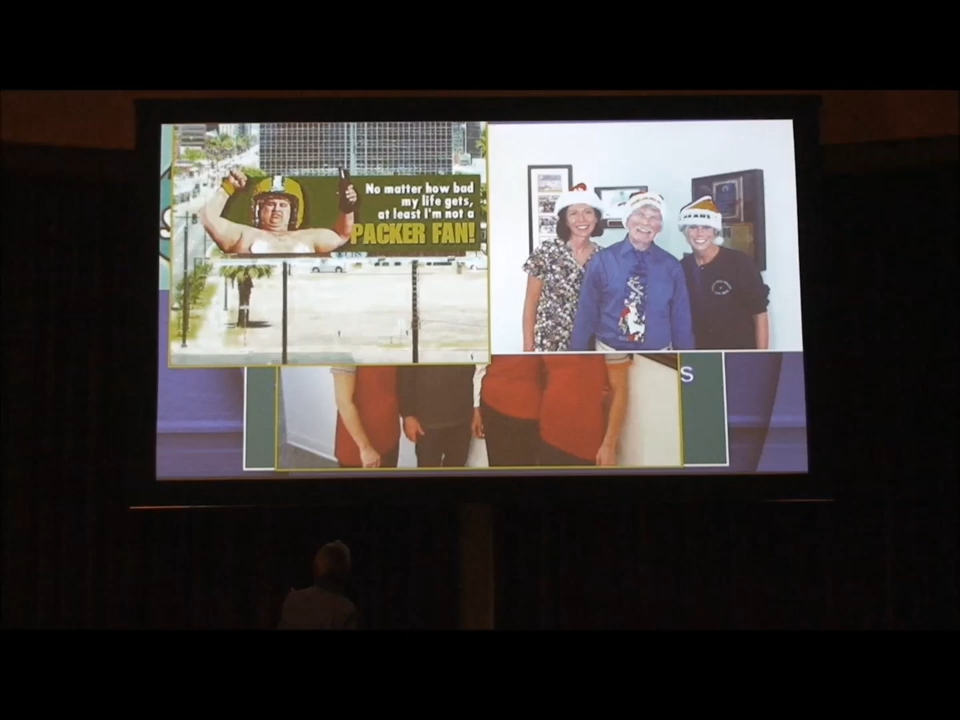 No matter how bad
my life gets,
at least I'm not a
PACKER FAN!
S